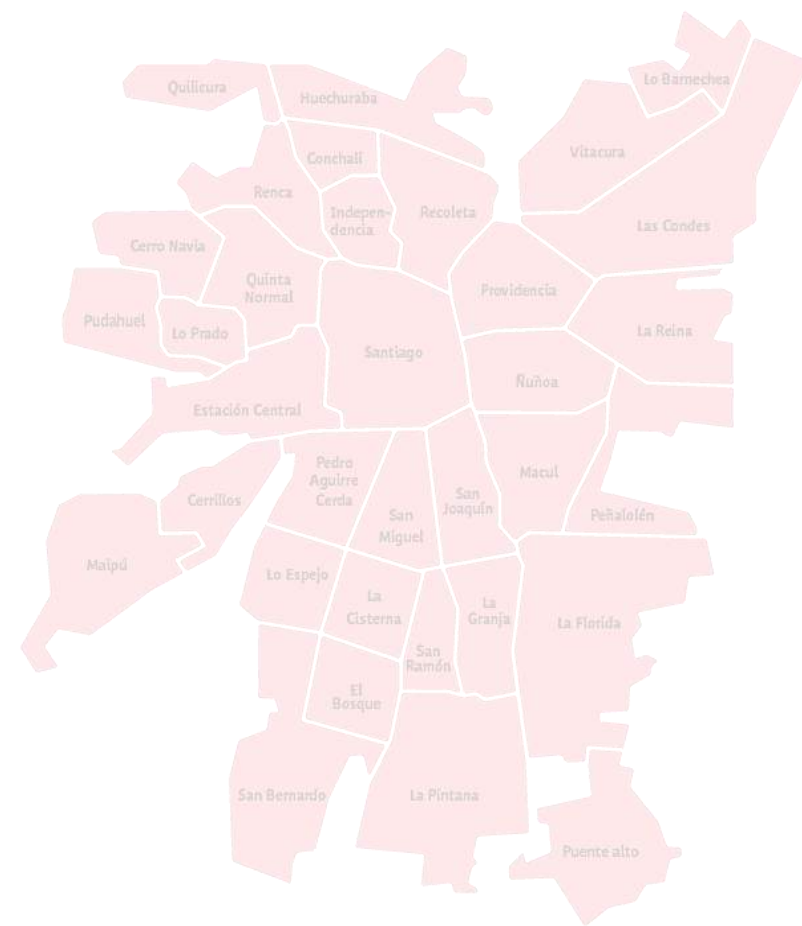 Lo Barnechea
Quilicura
Huechuraba
Vitacura
Conchalí
Renca
Indepen-
dencia
Recoleta
Las Condes
Cerro Navia
Quinta
Normal
Providencia
Pudahuel
Lo Prado
La Reina
Santiago
Ñuñoa
Estación Central
Pedro
Aguirre
Cerda
Macul
Cerrillos
San
Joaquín
San
Miguel
Peñalolén
Maipú
Lo Espejo
La
Cisterna
La
Granja
La Florida
San
Ramón
El
Bosque
San Bernardo
La Pintana
Puente alto